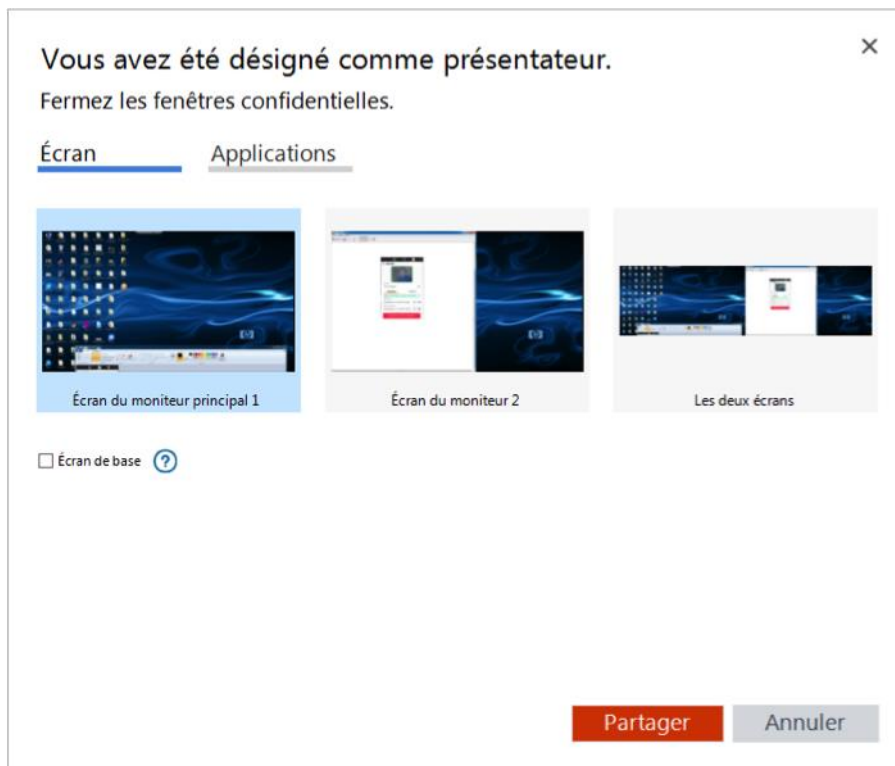 Vous avez été désigné comme présentateur.
Fermez les fenêtres confidentielles.
Écran Applications
Écran du moniteur principal 1 Écran du moniteur 2 Les deux écrans
Écran de base
Partager Annuler